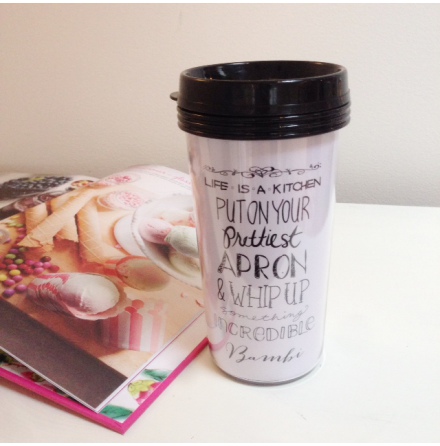 LIFE · IS · A · KITCHEN
PUT ON YOUR
Prettiest
APRON
& WHIP UP
something
INCREDIBLE
Bambi